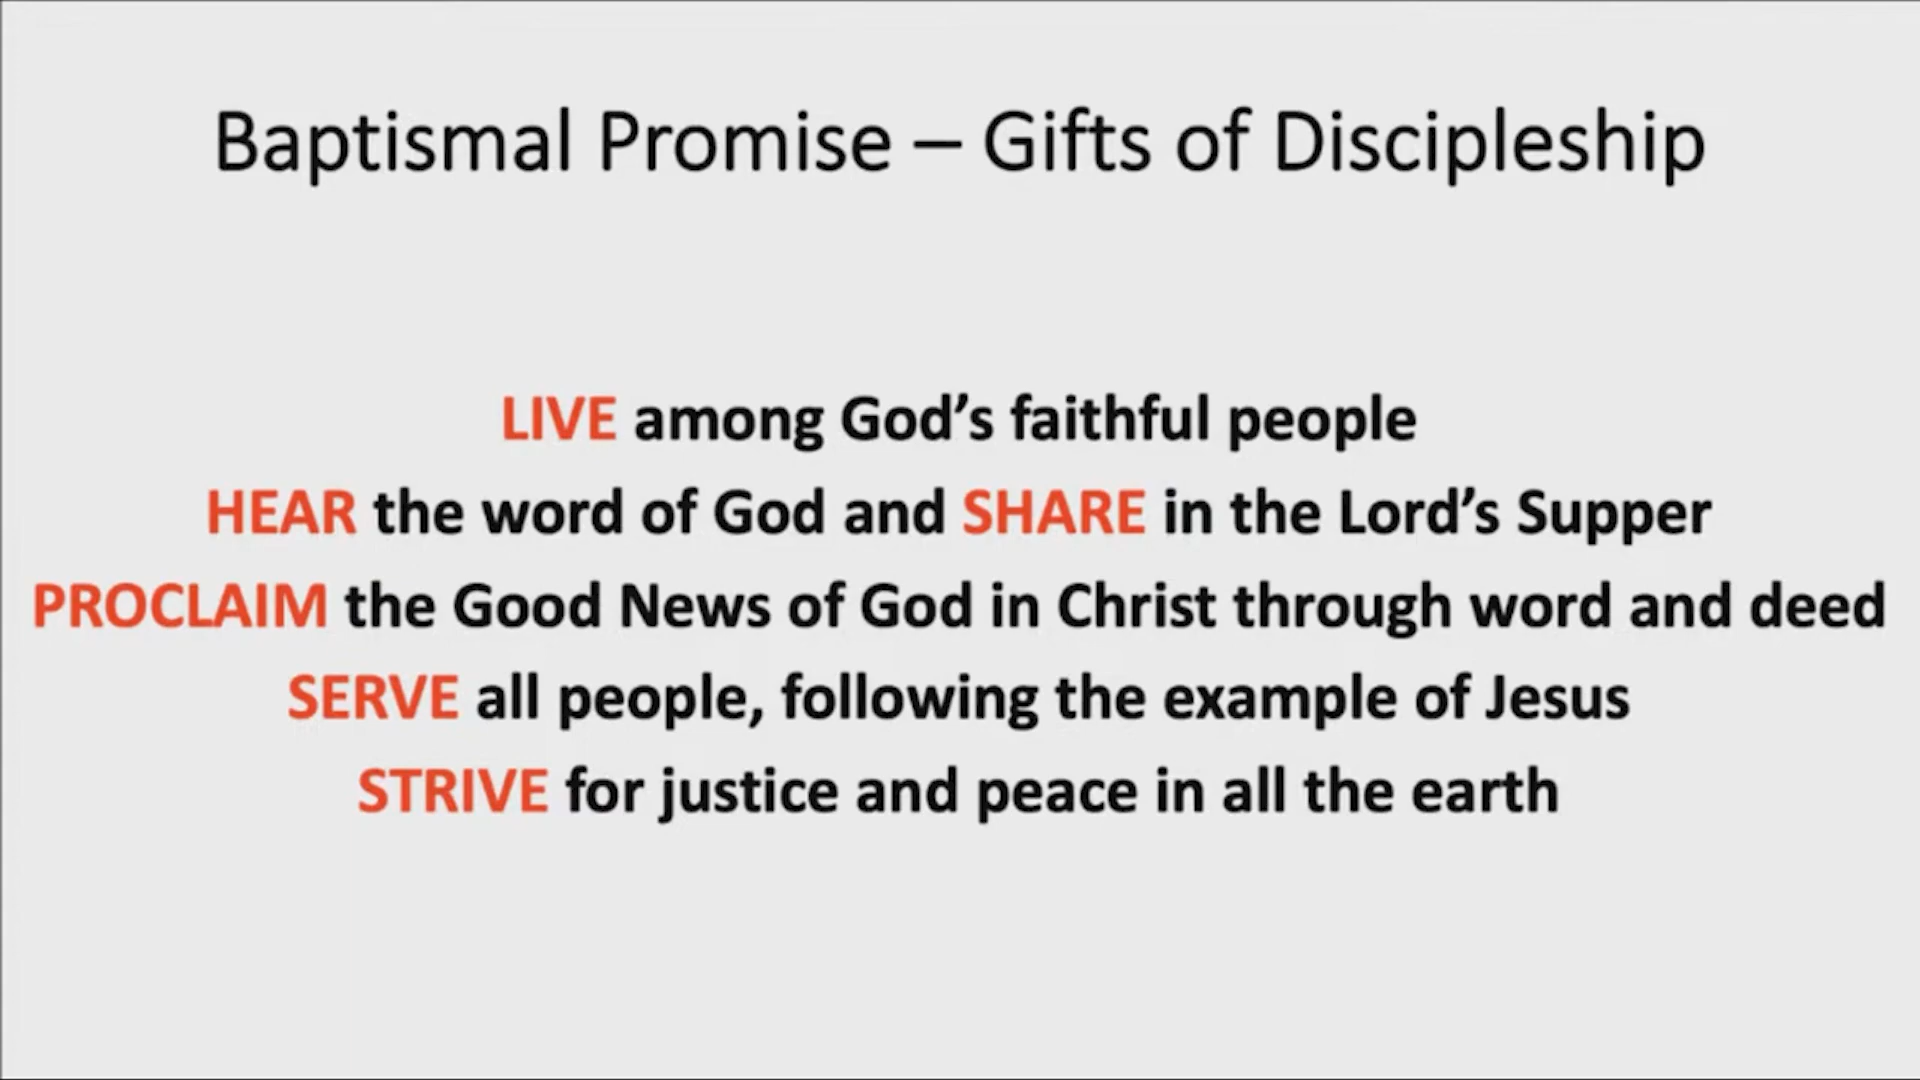 Baptismal Promise – Gifts of Discipleship
LIVE among God’s faithful people
HEAR the word of God and SHARE in the Lord’s Supper
PROCLAIM the Good News of God in Christ through word and deed
SERVE all people, following the example of Jesus
STRIVE for justice and peace in all the earth